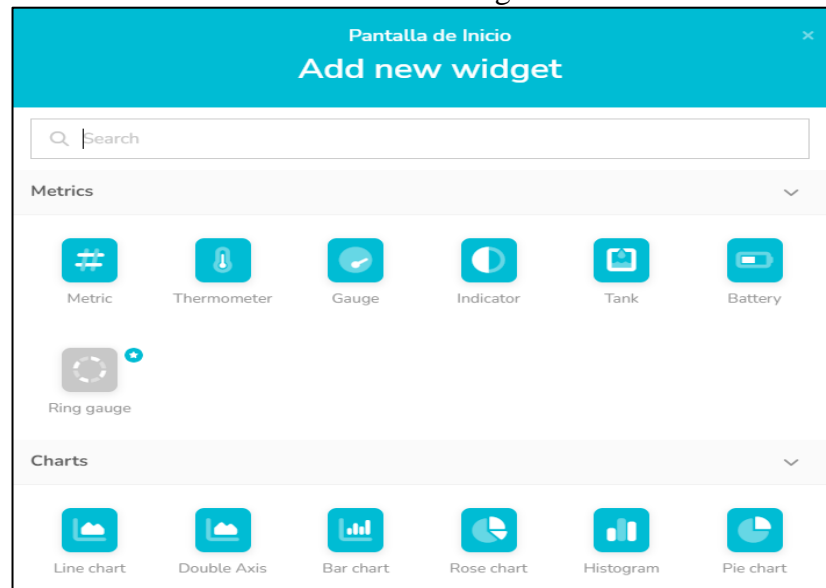 Pantalla de Inicio
Add new widget
Search
Metrics
Metric Thermometer Gauge Indicator Tank Battery
Ring gauge
Charts
Line chart Double Axis Bar chart Rose chart Histogram Pie chart